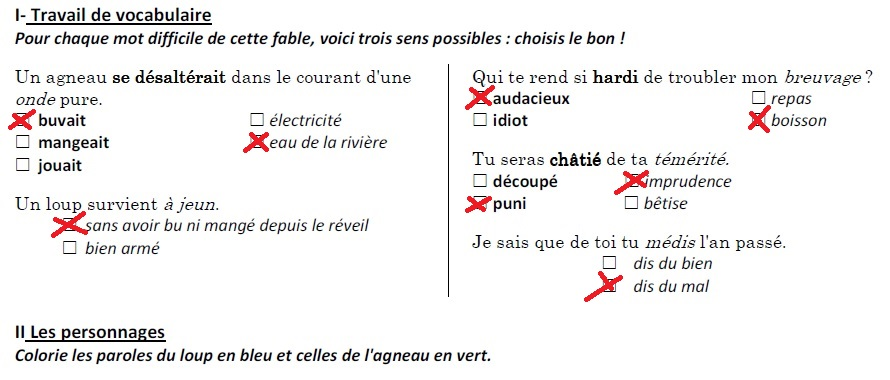 I- Travail de vocabulaire
Pour chaque mot difficile de cette fable, voici trois sens possibles : choisis le bon !
Un agneau se désaltérait dans le courant d'une
onde pure.
buvait
électricité
mangeait
eau de la rivière
jouait
Un loup survient à jeun.
sans avoir bu ni mangé depuis le réveil
bien armé
Qui te rend si hardi de troubler mon breuvage ?
audacieux
repas
idiot
boisson
Tu seras châtié de ta témérité.
découpé
imprudence
puni
bêtise
Je sais que de toi tu médis l'an passé.
dis du bien
dis du mal
II Les personnages
Colorie les paroles du loup en bleu et celles de l'agneau en vert.